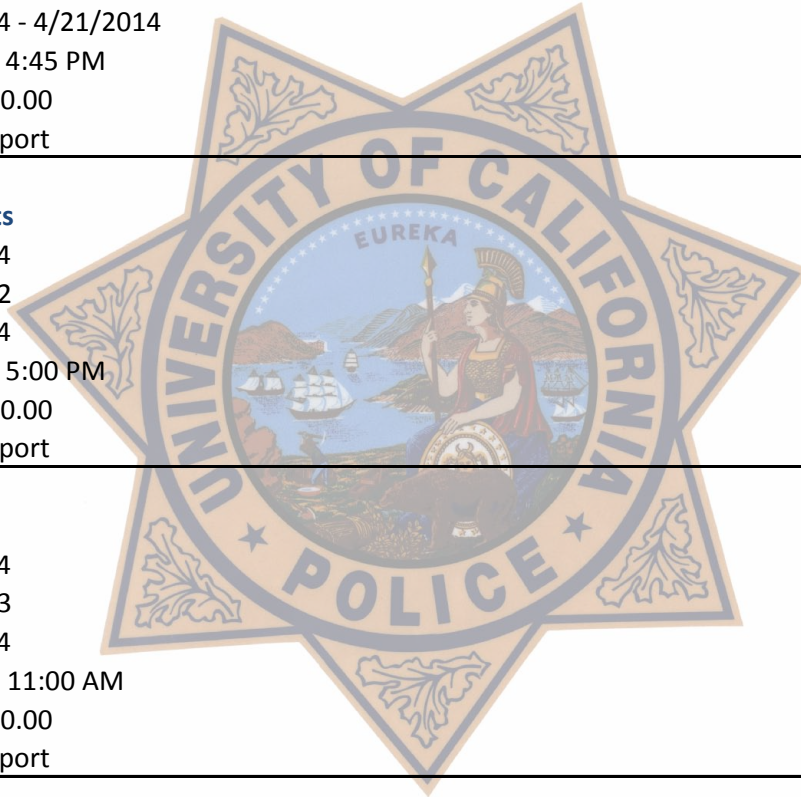 4 - 4/21/2014
4:45 PM
0.00
port
ts
4
2
4
5:00 PM
0.00
port
4
3
4
11:00 AM
0.00
port
UNIVERSITY OF CALIFORNIA
EUREKA
POLICE